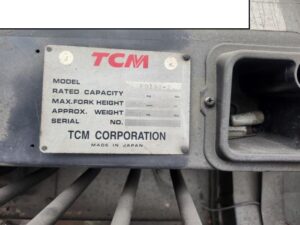 TCM
MODEL
RATED CAPACITY
MAX. FORK HEIGHT
APPROX. WEIGHT
SERIAL NO.
TCM CORPORATION
MADE IN JAPAN